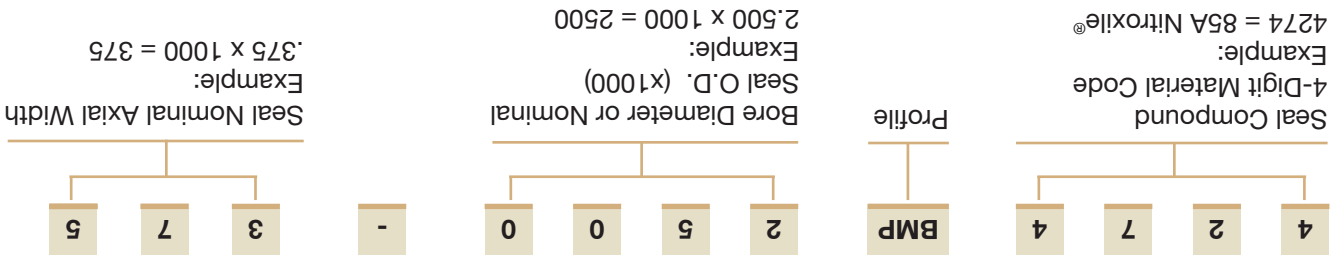 4 2 7 4 BMP 2 5 0 0 - 3 7 5
Seal Compound
4-Digit Material Code
Example:
4274 = 85A Nitroxile®
Profile
Bore Diameter or Nominal
Seal O.D. (x1000)
Example:
2.500 x 1000 = 2500
Seal Nominal Axial Width
Example:
.375 x 1000 = 375